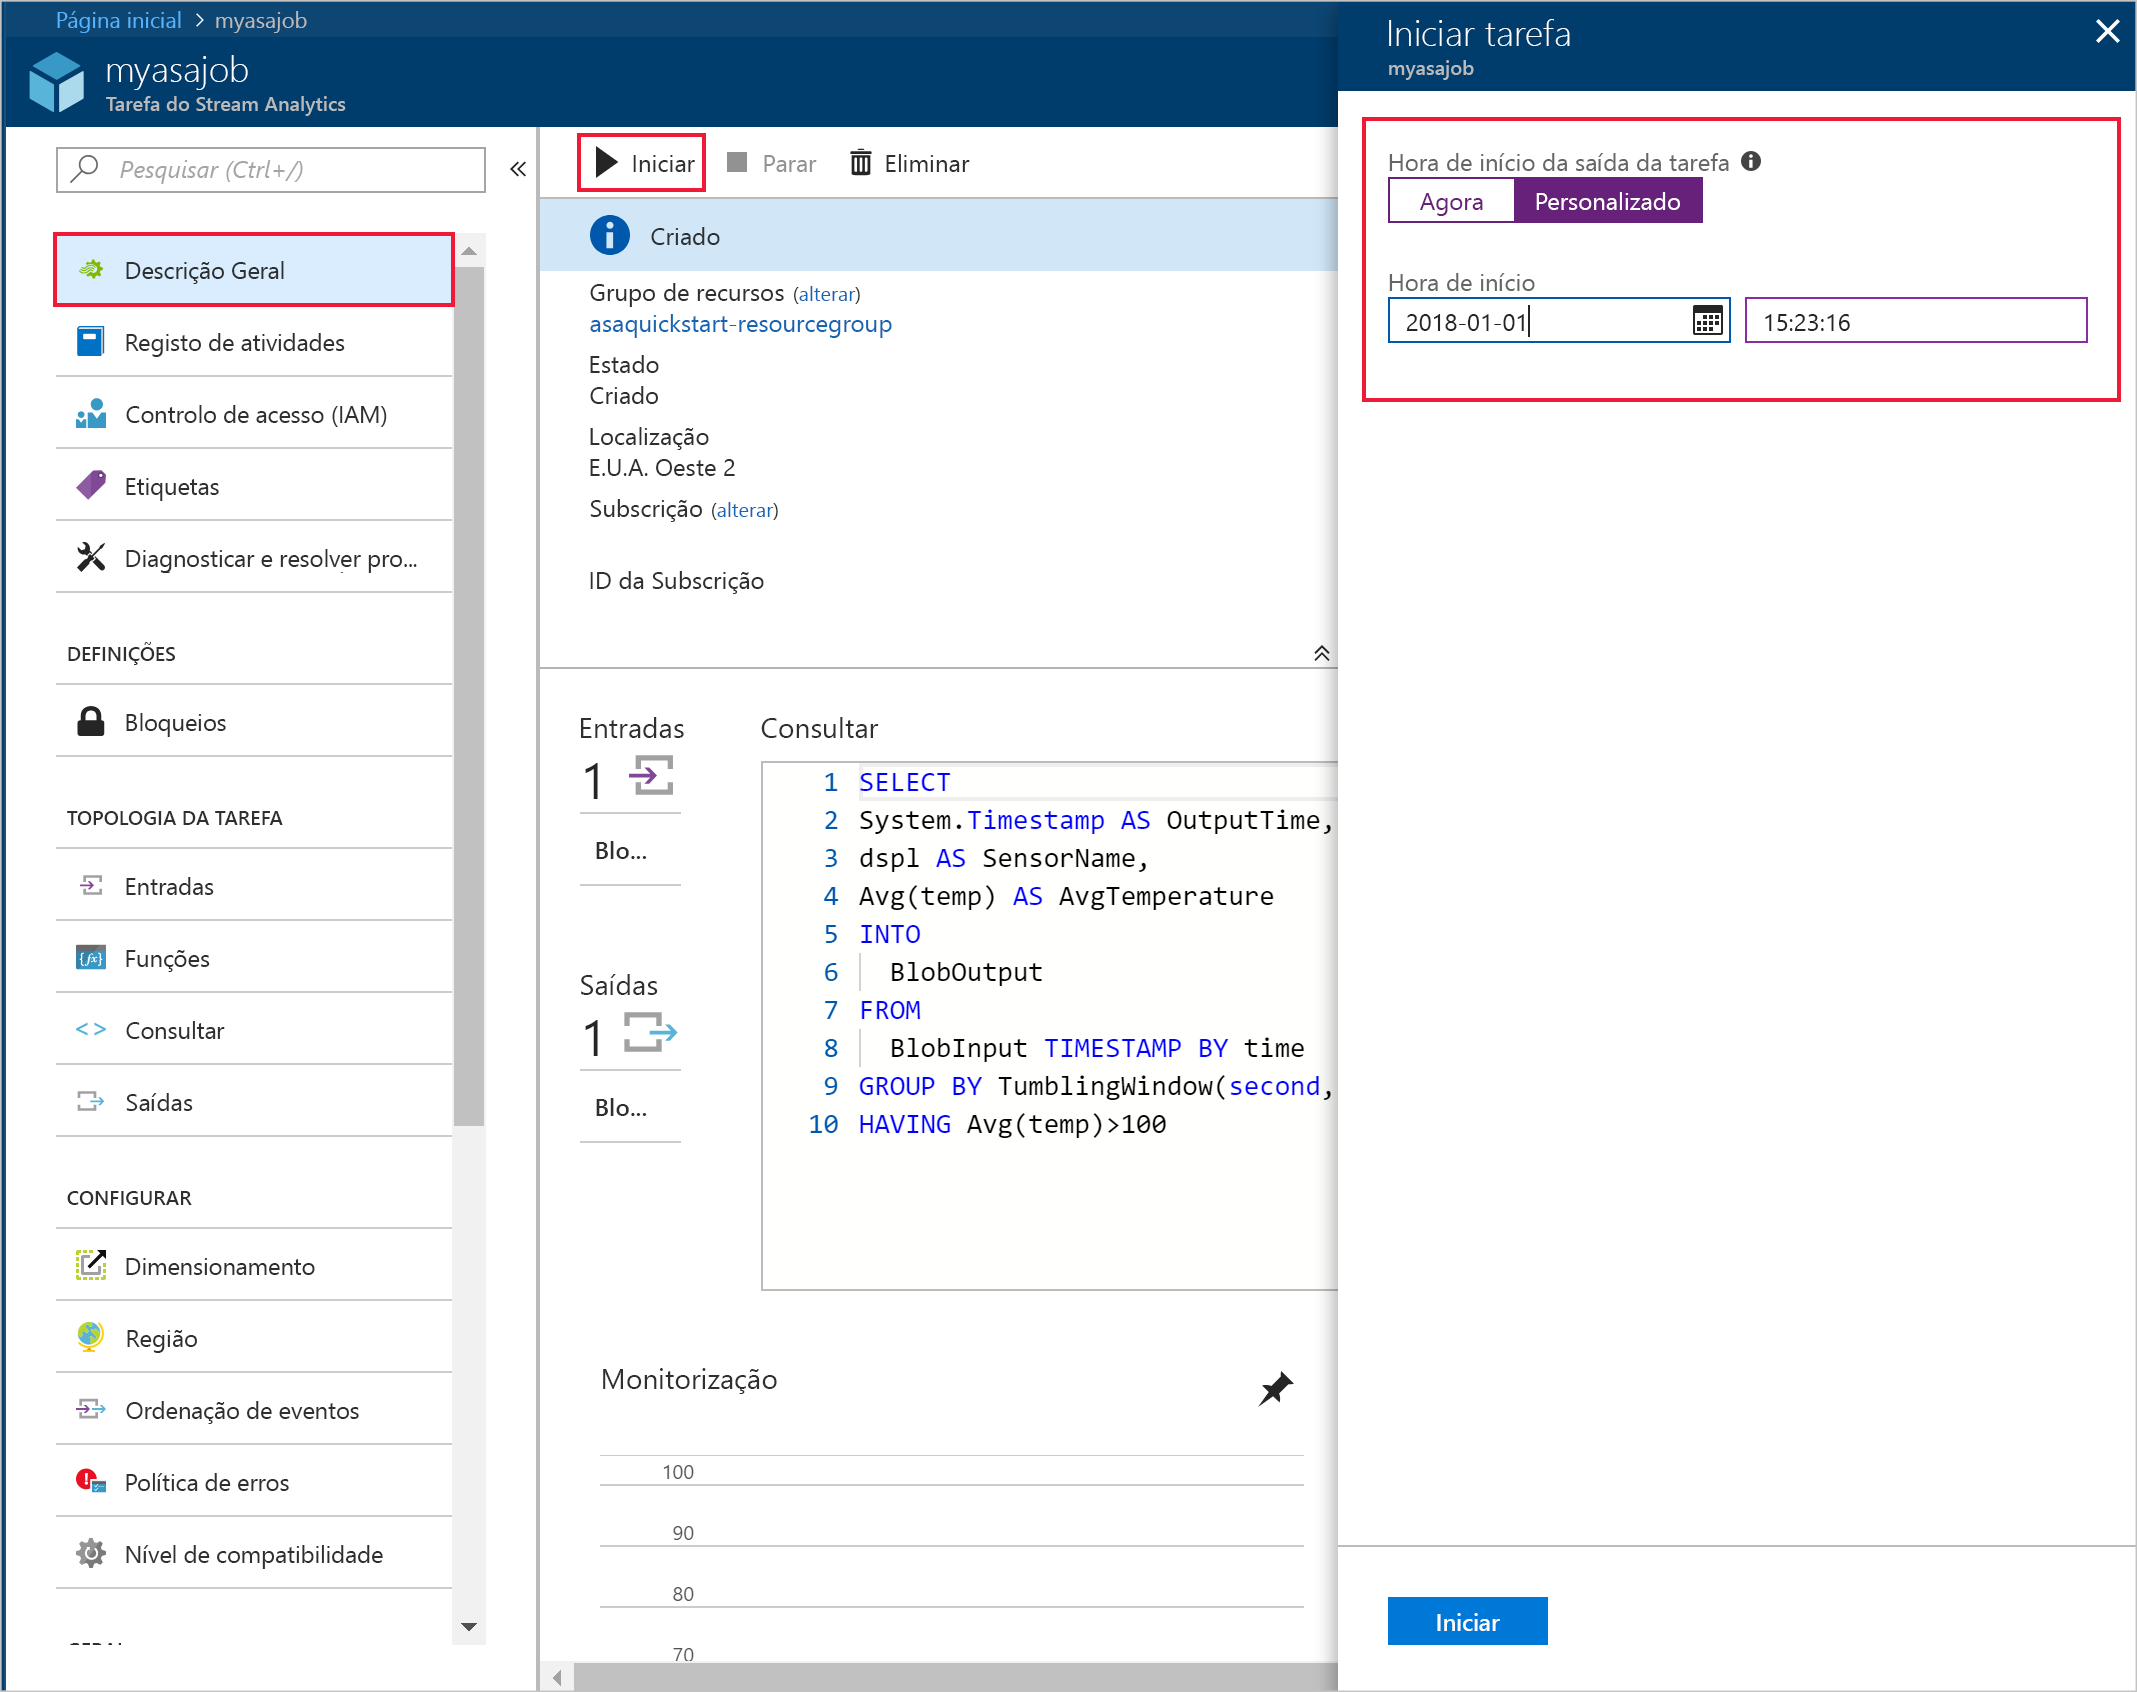 Página inicial > myasajob
myasajob
Tarefa do Stream Analytics
Pesquisar (Ctrl+/)
«
Descrição Geral
Registo de atividades
Controlo de acesso (IAM)
Etiquetas
Diagnosticar e resolver pro...
DEFINIÇÕES
Bloqueios
TOPOLOGIA DA TAREFA
Entradas
Funções
Consultar
Saídas
CONFIGURAR
Dimensionamento
Região
Ordenação de eventos
Política de erros
Nível de compatibilidade
Iniciar Parar Eliminar
Criado
Grupo de recursos (alterar)
asaquickstart-resourcegroup
Estado
Criado
Localização
E.U.A. Oeste 2
Subscrição (alterar)
ID da Subscrição
Entradas
1
Blo...
Saídas
1
Blo...
Consultar
1 SELECT
2 System.Timestamp AS OutputTime,
3 dspl AS SensorName,
4 Avg(temp) AS AvgTemperature
5 INTO
6 BlobOutput
7 FROM
8 BlobInput TIMESTAMP BY time
9 GROUP BY TumblingWindow(second,
10 HAVING Avg(temp)>100
Monitorização
100
90
80
70
Iniciar tarefa
myasajob
Hora de início da saída da tarefa
Agora Personalizado
Hora de início
2018-01-01 15:23:16
Iniciar